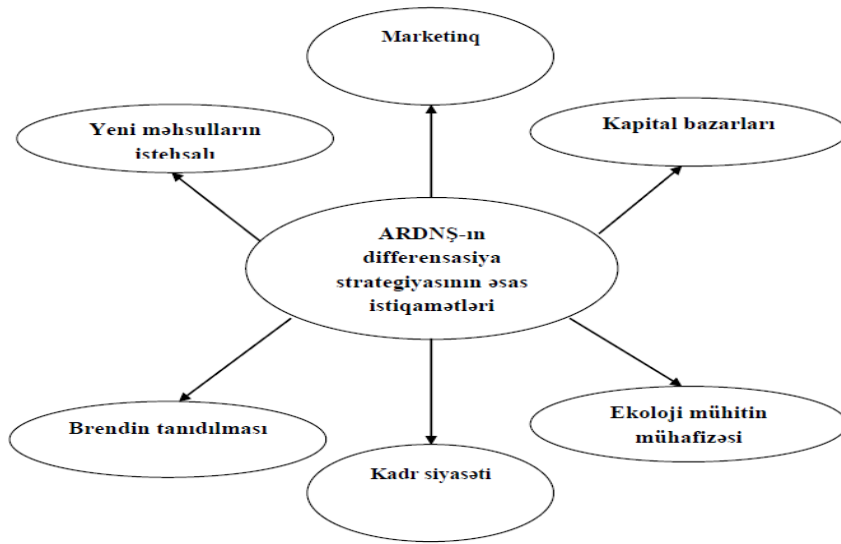 Marketinq
Yeni məhsulların
istehsalı
Kapital bazarları
ARDNŞ-ın
differensasiya
strategiyasının əsas
istiqamətləri
Brendin tanıdılması
Kadr siyasəti
Ekoloji mühitin
mühafizəsi